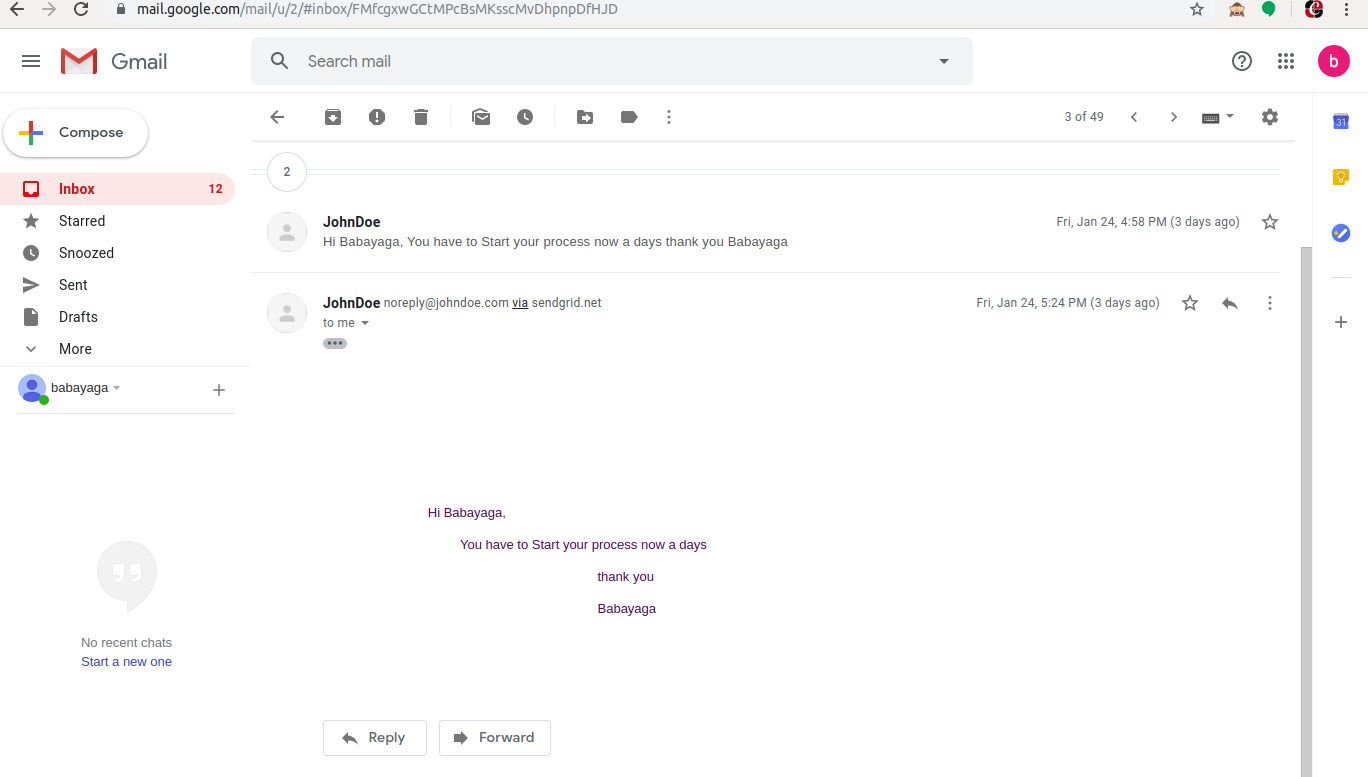 mail.google.com/mail/u/2/#inbox/FMfcgxwGCtMPcBsMKsscMvDhpnpDfHJD
Gmail
Search mail
b
Compose
3 of 49
31
2
Inbox 12
Starred
Snoozed
Sent
Drafts
More
babayaga
No recent chats
Start a new one
JohnDoe
Fri, Jan 24, 4:58 PM (3 days ago)
Hi Babayaga, You have to Start your process now a days thank you Babayaga
JohnDoe noreply@johndoe.com via sendgrid.net
Fri, Jan 24, 5:24 PM (3 days ago)
to me
Hi Babayaga,
You have to Start your process now a days
thank you
Babayaga
Reply
Forward